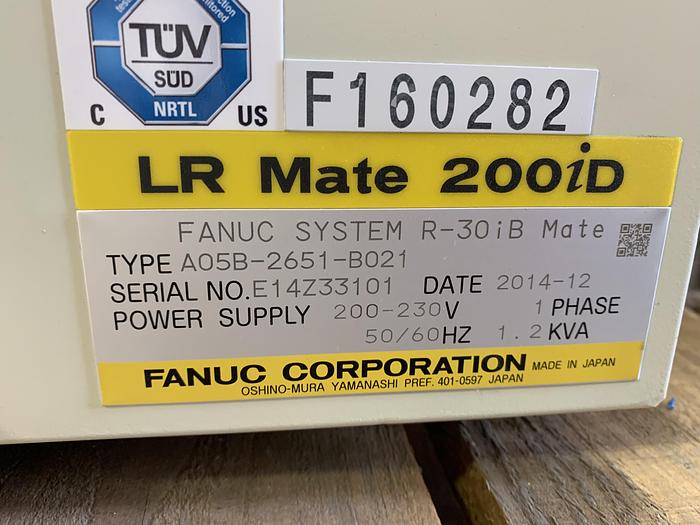 TÜV
SÜD
NRTL
C US
F160282
LR Mate 200iD
FANUC SYSTEM R-30iB Mate
TYPE A05B-2651-B021
SERIAL NO. E14Z33101 DATE 2014-12
POWER SUPPLY 200-230V 1 PHASE
50/60HZ 1.2KVA
FANUC CORPORATION MADE IN JAPAN
OSHINO-MURA YAMANASHI PREF. 401-0597 JAPAN